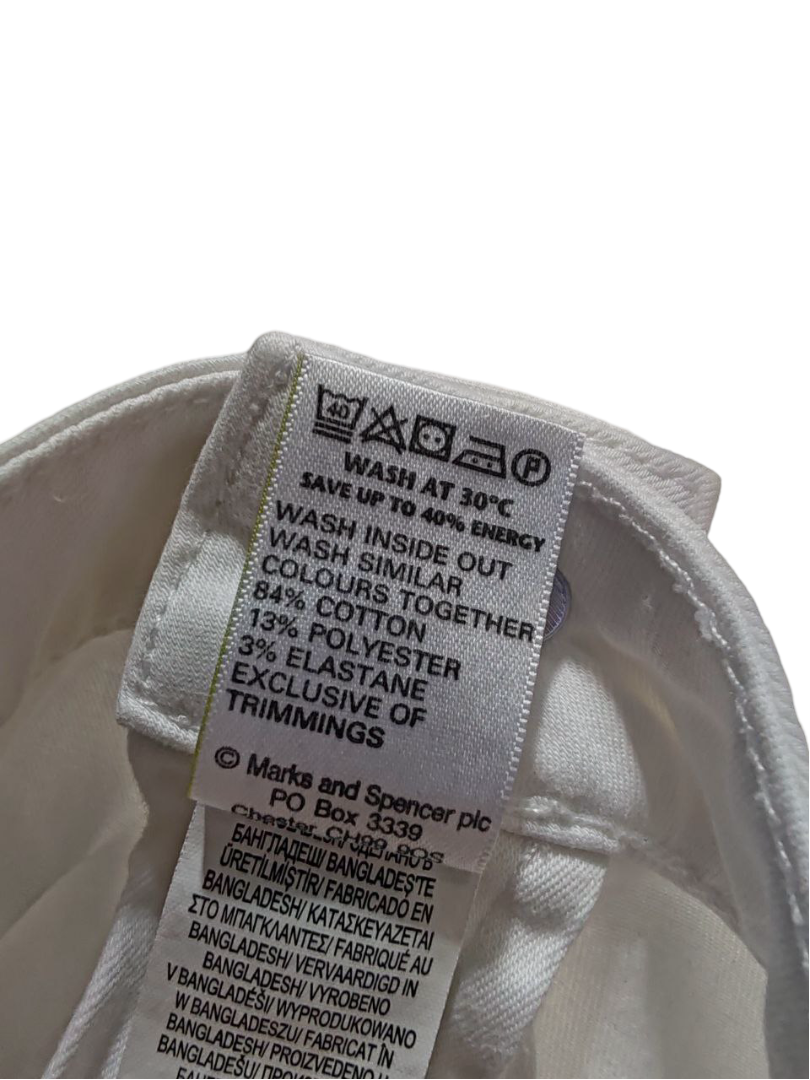 40 P
WASH AT 30°C
SAVE UP TO 40% ENERGY
WASH INSIDE OUT
WASH SIMILAR
COLOURS TOGETHER
84% COTTON
13% POLYESTER
3% ELASTANE
EXCLUSIVE OF
TRIMMINGS
© Marks and Spencer plc
PO Box 3339
Chester
БАНГЛАДЕШ/ BANGLADEŞ'TE
ÜRETİLMİŞTİR/ FABRICADO EN
BANGLADESH/ ΚΑΤΑΣΚΕΥΑΖΕΤΑΙ
ΣΤΟ ΜΠΑΓΚΛΑΝΤΕΣ/ FABRIQUÉ AU
BANGLADESH/ VERVAARDIGD IN
BANGLADESH/ VYROBENO
V BANGLADÉŠI/ WYPRODUKOWANO
W BANGLADESZU/ FABRICAT ÎN
BANGLADESH/ PROIZVEDENO U
BANGLADEŠU/